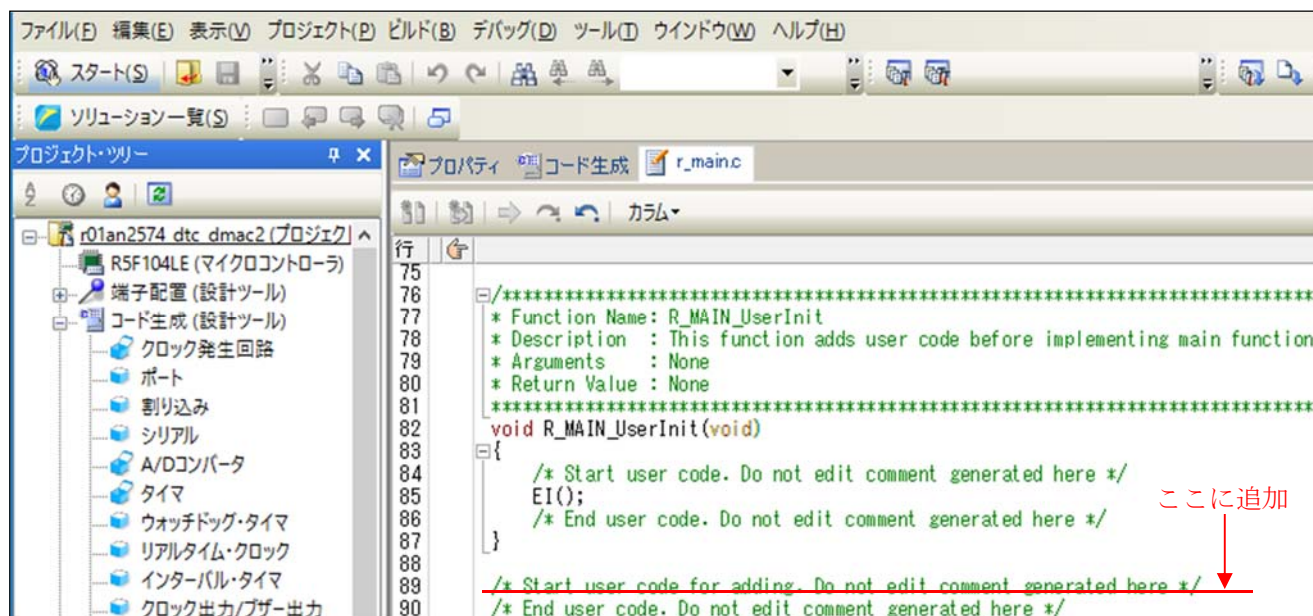 ファイル(F) 編集(E) 表示(V) プロジェクト(P) ビルド(B) デバッグ(D) ツール(T) ウインドウ(W) ヘルプ(H)
スタート(S)
ソリューション一覧(S)
プロジェクト・ツリー
プロパティ コード生成 r_main.c
カラム
r01an2574_dtc_dmac2 (プロジェク
R5F104LE (マイクロコントローラ)
端子配置 (設計ツール)
コード生成 (設計ツール)
クロック発生回路
ポート
割り込み
シリアル
A/Dコンバータ
タイマ
ウォッチドッグ・タイマ
リアルタイム・クロック
インターバル・タイマ
クロック出力/ブザー出力
行
75
76 /****************************************************************************
77 * Function Name: R_MAIN_UserInit
78 * Description  : This function adds user code before implementing main function
79 * Arguments    : None
80 * Return Value : None
81 *****************************************************************************
82 void R_MAIN_UserInit(void)
83 {
84 /* Start user code. Do not edit comment generated here */
85 EI();
86 /* End user code. Do not edit comment generated here */
87 }
88
89 /* Start user code for adding. Do not edit comment generated here */
90 /* End user code. Do not edit comment generated here */
ここに追加